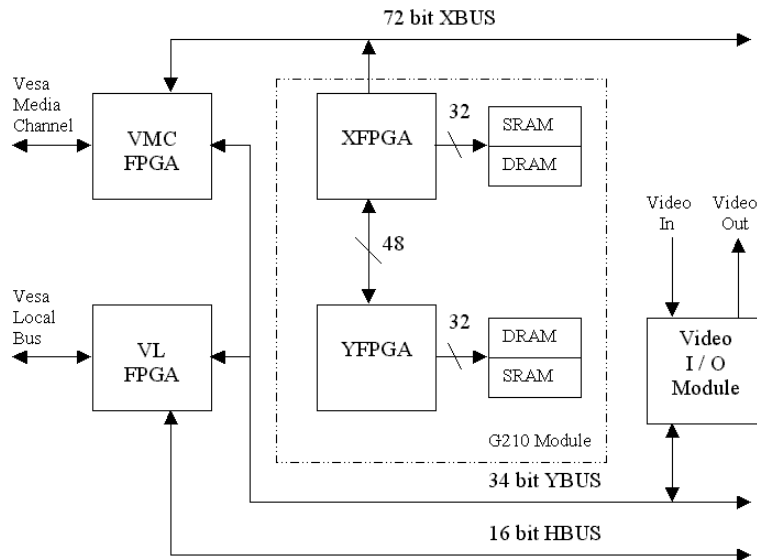 72 bit XBUS
Vesa
Media
Channel
VMC
FPGA
XFPGA
32
SRAM
DRAM
48
Video
In
Video
Out
Vesa
Local
Bus
VL
FPGA
YFPGA
32
DRAM
SRAM
Video
I / O
Module
G210 Module
34 bit YBUS
16 bit HBUS